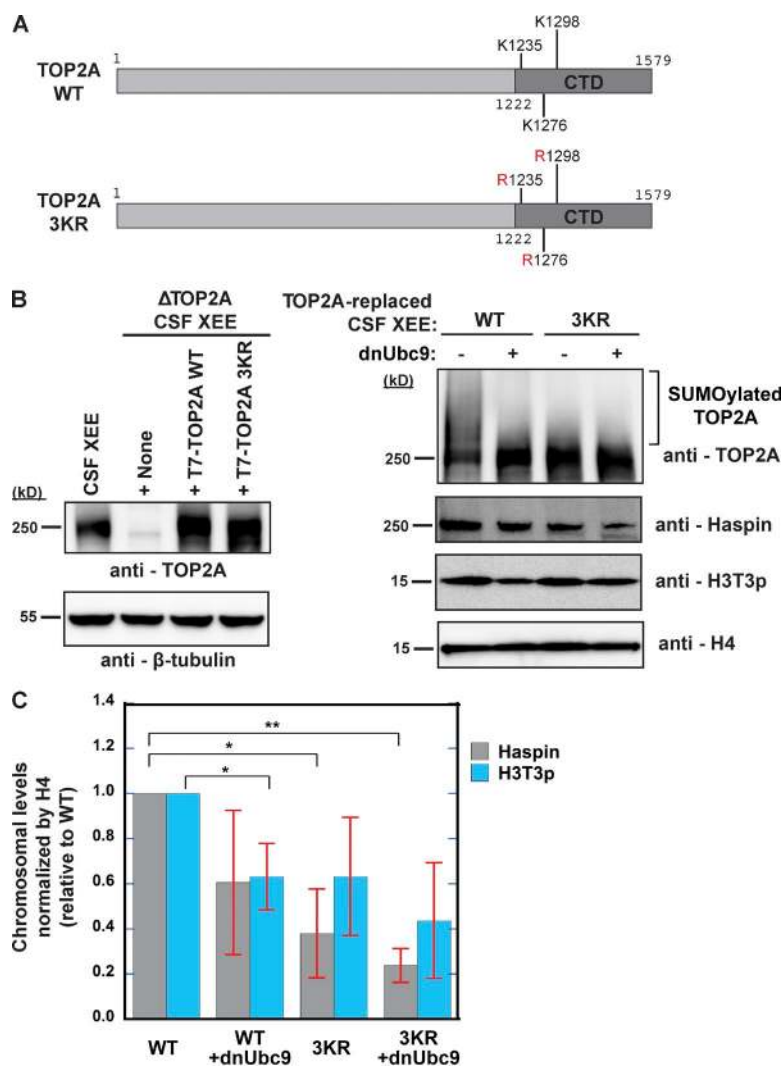 A
TOP2A
WT
1
K1235
K1298
1579
CTD
1222
K1276
TOP2A
3KR
1
R1235
R1298
1579
CTD
1222
R1276
B
ΔTOP2A
CSF XEE
CSF XEE
+ None
+ T7-TOP2A WT
+ T7-TOP2A 3KR
(kD)
250
anti - TOP2A
55
anti - β-tubulin
TOP2A-replaced
CSF XEE:
WT
3KR
dnUbc9:
- + - +
(kD)
SUMOylated
TOP2A
250
anti - TOP2A
250
anti - Haspin
15
anti - H3T3p
15
anti - H4
C
Chromosomal levels
normalized by H4
(relative to WT)
1.4
1.2
1.0
0.8
0.6
0.4
0.2
0.0
**
*
*
Haspin
H3T3p
WT
WT
+dnUbc9
3KR
3KR
+dnUbc9